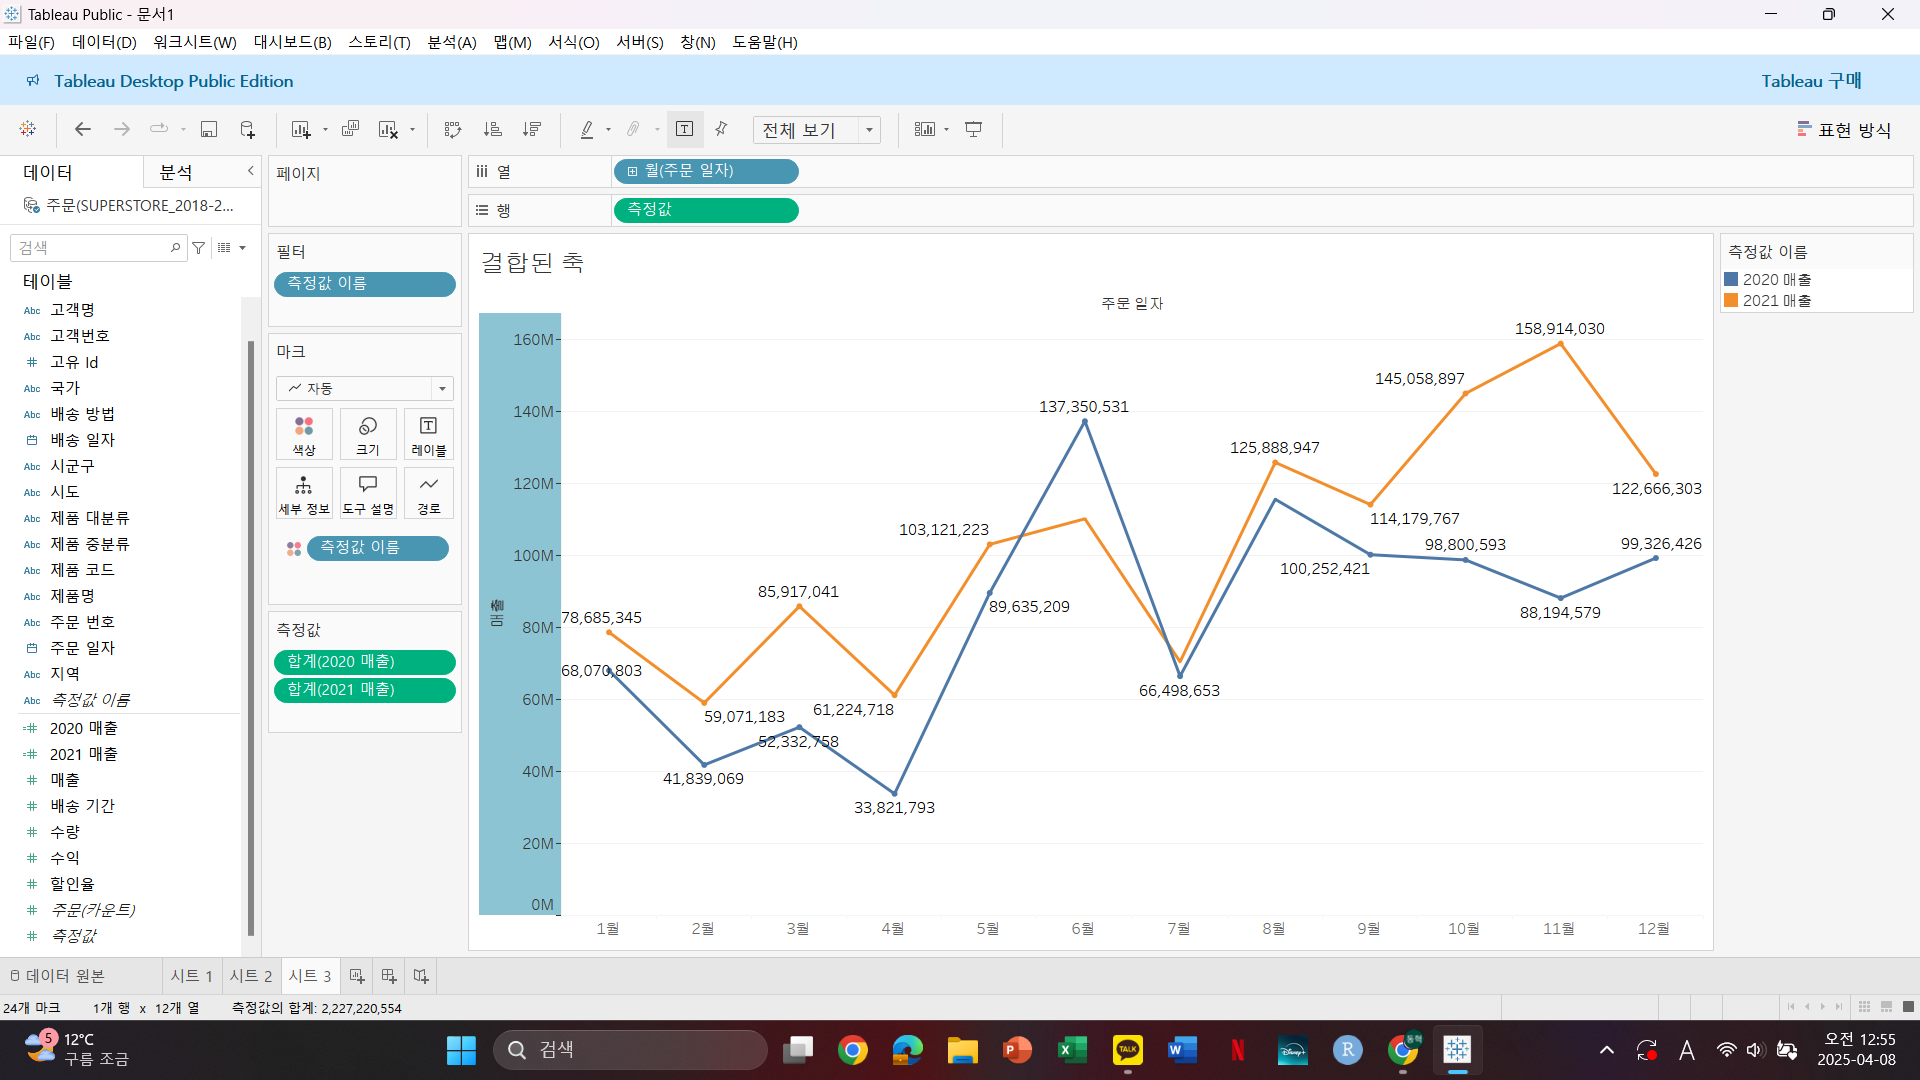 Tableau Public - 문서1
파일(F) 데이터(D) 워크시트(W) 대시보드(B) 스토리(T) 분석(A) 맵(M) 서식(O) 서버(S) 창(N) 도움말(H)
Tableau Desktop Public Edition
Tableau 구매
전체 보기
표현 방식
데이터
분석
주문(SUPERSTORE_2018-2...
검색
테이블
Abc 고객명
Abc 고객번호
고유 Id
Abc 국가
Abc 배송 방법
배송 일자
Abc 시군구
Abc 시도
Abc 제품 대분류
Abc 제품 중분류
Abc 제품 코드
Abc 제품명
Abc 주문 번호
주문 일자
Abc 지역
Abc 측정값 이름
2020 매출
2021 매출
매출
배송 기간
수량
수익
할인율
주문(카운트)
측정값
페이지
필터
측정값 이름
마크
자동
색상
크기
레이블
세부 정보
도구 설명
경로
측정값 이름
측정값
합계(2020 매출)
합계(2021 매출)
열
월(주문 일자)
행
측정값
결합된 축
주문 일자
160M
140M
120M
100M
80M
60M
40M
20M
0M
78,685,345
68,070,803
59,071,183
41,839,069
85,917,041
52,332,758
61,224,718
33,821,793
103,121,223
89,635,209
137,350,531
66,498,653
125,888,947
114,179,767
100,252,421
145,058,897
98,800,593
158,914,030
88,194,579
122,666,303
99,326,426
1월 2월 3월 4월 5월 6월 7월 8월 9월 10월 11월 12월
측정값 이름
2020 매출
2021 매출
데이터 원본
시트 1
시트 2
시트 3
24개 마크 1개 행 x 12개 열 측정값의 합계: 2,227,220,554
5
12°C
구름 조금
검색
TALK
Disney+
R
동혁
A
오전 12:55
2025-04-08